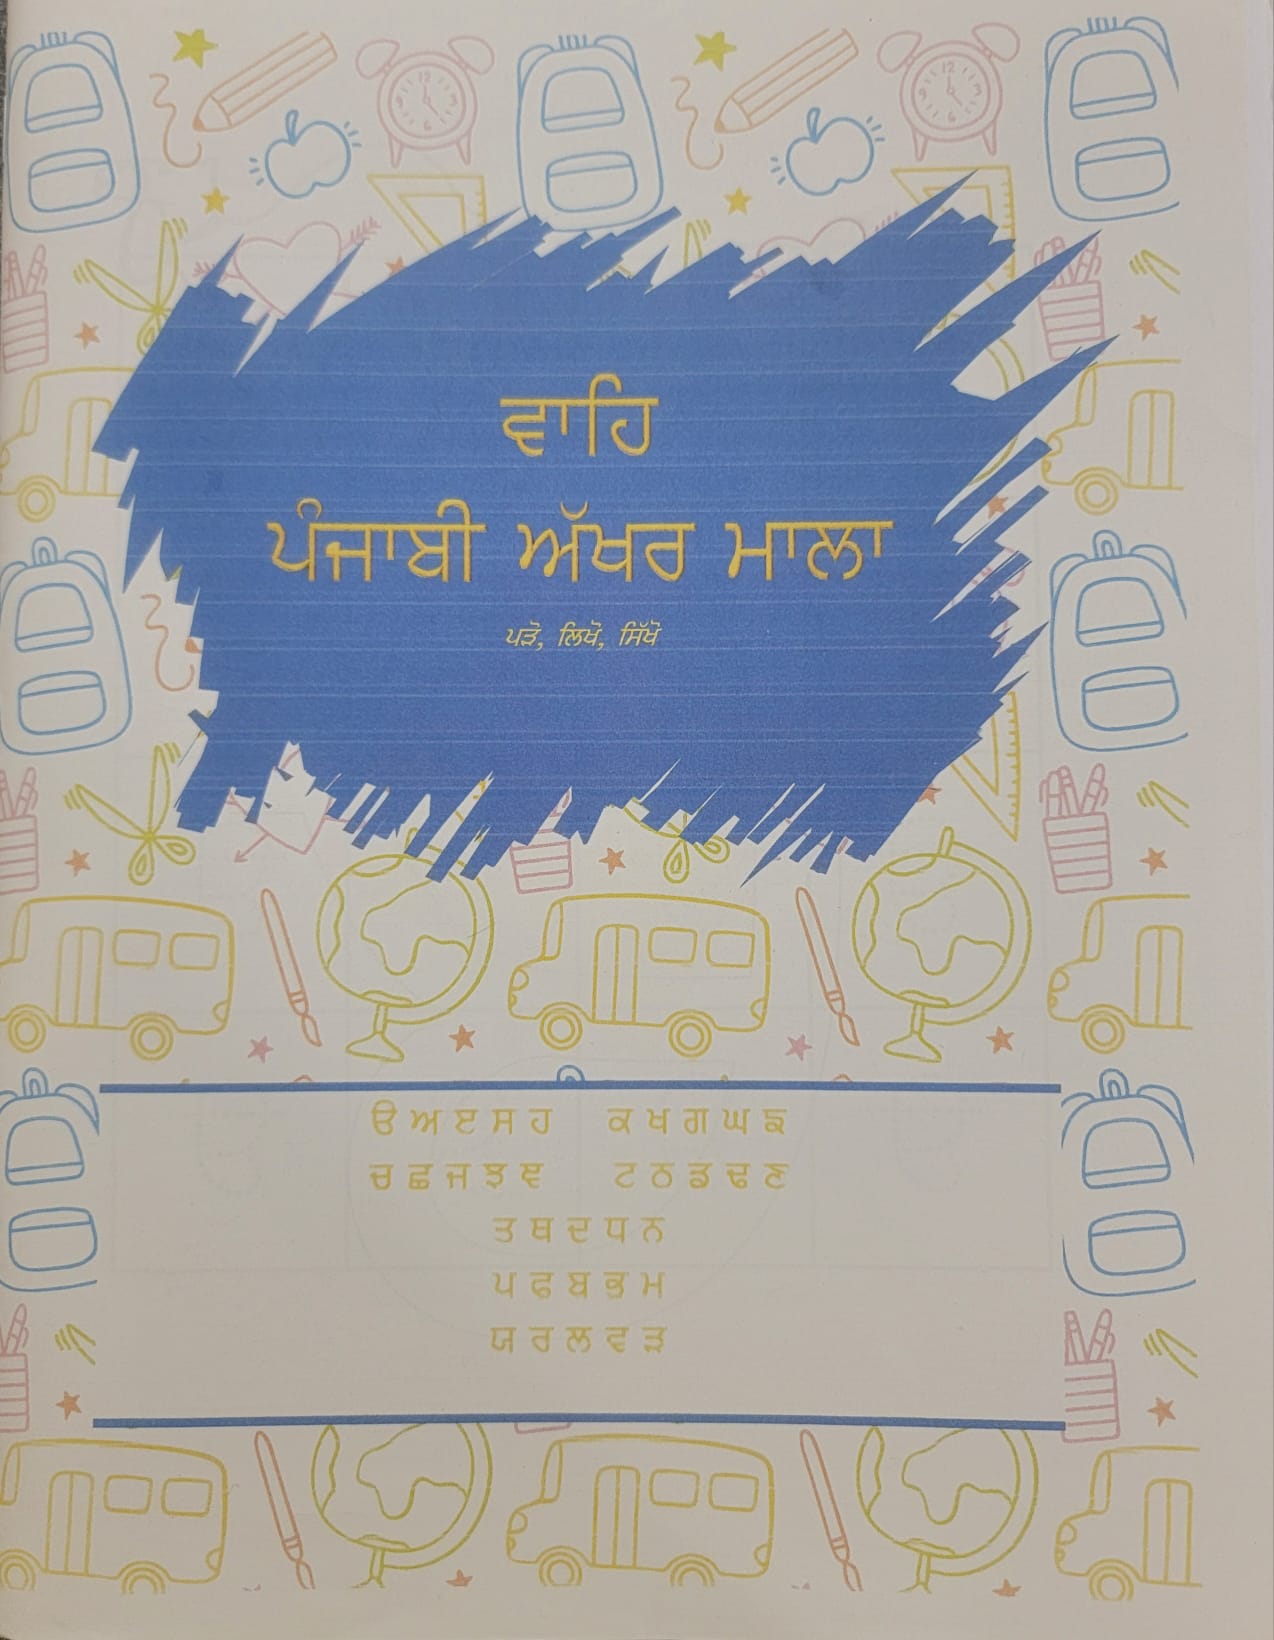 ਵਾਹਿ
ਪੰਜਾਬੀ ਅੱਖਰ ਮਾਲਾ
ਪੜੋ, ਲਿਖੋ, ਸਿੱਖੋ
ੳ ਅ ੲ ਸ ਹ ਕ ਖ ਗ ਘ ਙ
ਚ ਛ ਜ ਝ ਞ ਟ ਠ ਡ ਢ ਣ
ਤ ਥ ਦ ਧ ਨ
ਪ ਫ ਬ ਭ ਮ
ਯ ਰ ਲ ਵ ੜ